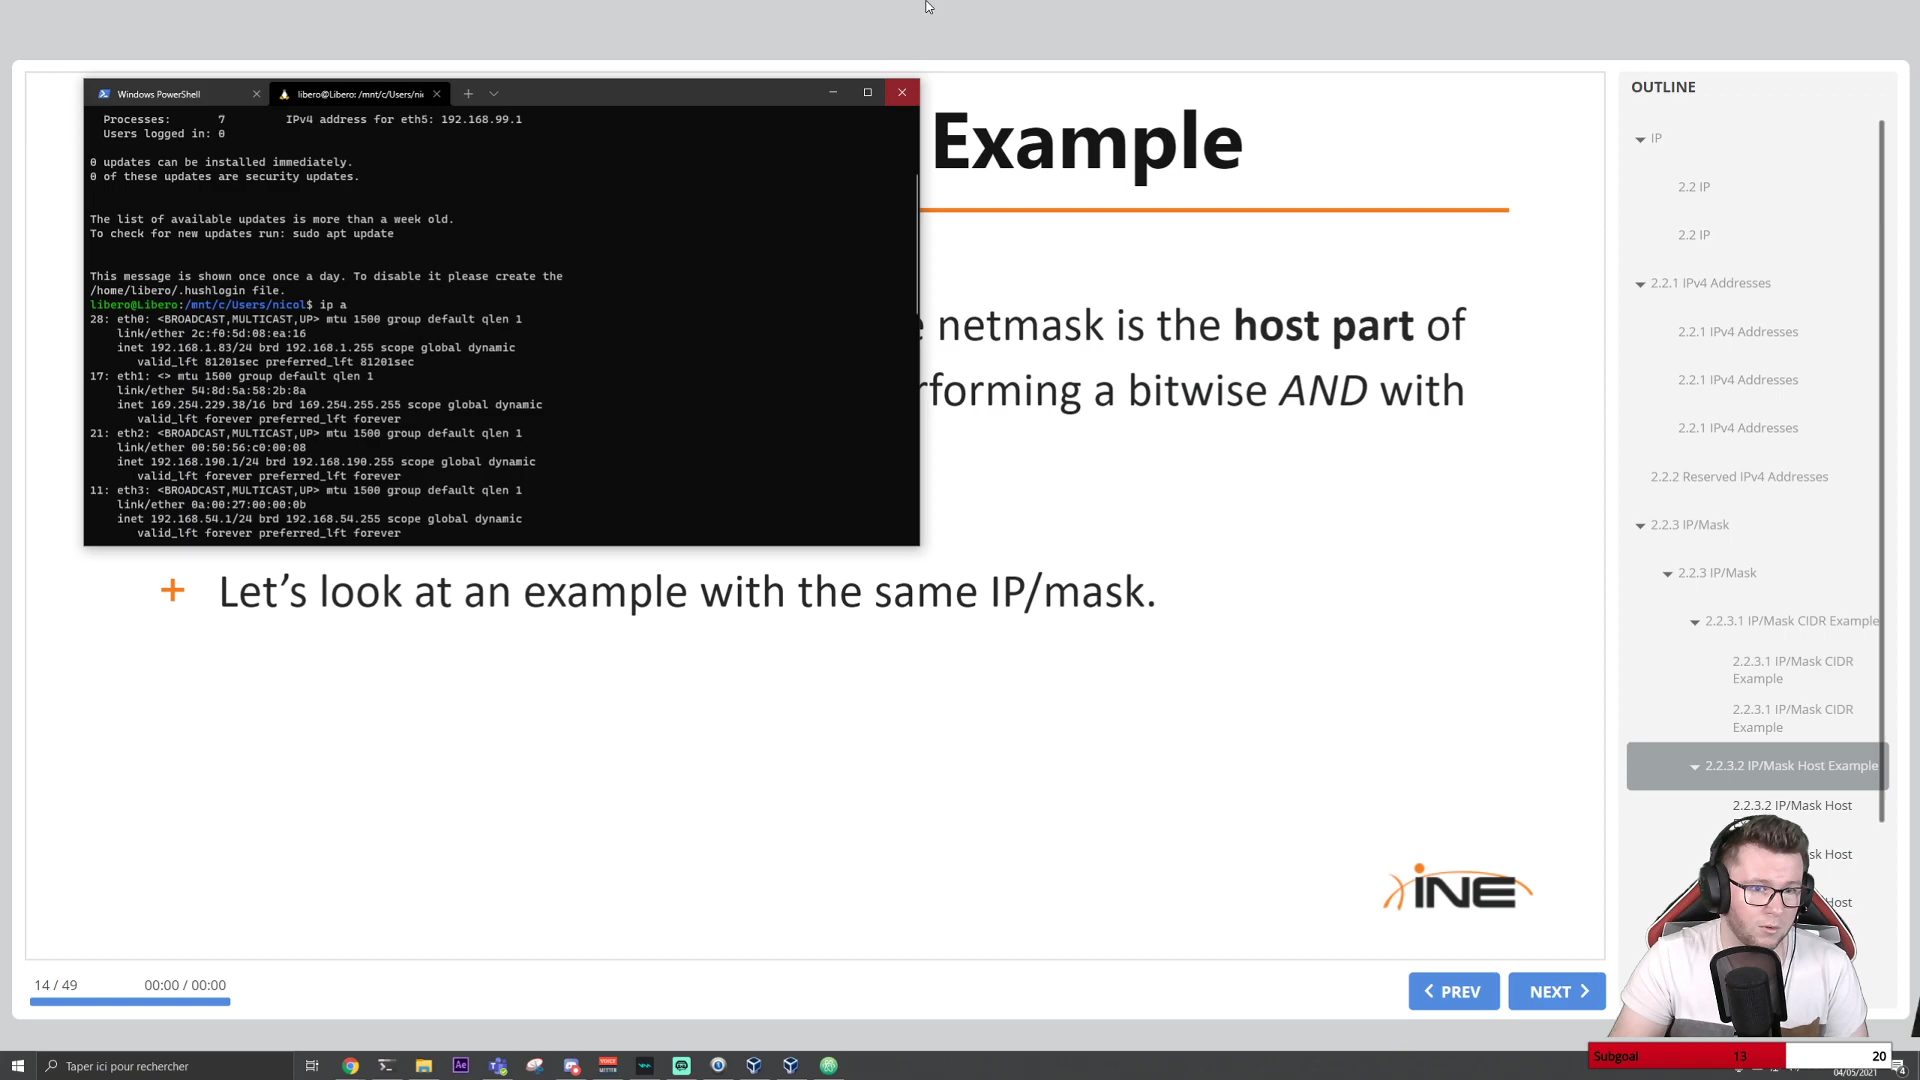 Example
Windows PowerShell
libero@Libero: /mnt/c/Users/nic
Processes: 7 IPv4 address for eth5: 192.168.99.1
Users logged in: 0
0 updates can be installed immediately.
0 of these updates are security updates.
The list of available updates is more than a week old.
To check for new updates run: sudo apt update
This message is shown once once a day. To disable it please create the
/home/libero/.hushlogin file.
libero@Libero:/mnt/c/Users/nicol$ ip a
28: eth0: <BROADCAST,MULTICAST,UP> mtu 1500 group default qlen 1
link/ether 2c:f0:5d:08:ea:16
inet 192.168.1.83/24 brd 192.168.1.255 scope global dynamic
valid_lft 81201sec preferred_lft 81201sec
17: eth1: <> mtu 1500 group default qlen 1
link/ether 54:8d:5a:58:2b:8a
inet 169.254.229.38/16 brd 169.254.255.255 scope global dynamic
valid_lft forever preferred_lft forever
21: eth2: <BROADCAST,MULTICAST,UP> mtu 1500 group default qlen 1
link/ether 00:50:56:c0:00:08
inet 192.168.190.1/24 brd 192.168.190.255 scope global dynamic
valid_lft forever preferred_lft forever
11: eth3: <BROADCAST,MULTICAST,UP> mtu 1500 group default qlen 1
link/ether 0a:00:27:00:00:0b
inet 192.168.54.1/24 brd 192.168.54.255 scope global dynamic
valid_lft forever preferred_lft forever
netmask is the host part of
rforming a bitwise AND with
+ Let's look at an example with the same IP/mask.
INE
14 / 49
00:00 / 00:00
PREV
NEXT
OUTLINE
IP
2.2 IP
2.2 IP
2.2.1 IPv4 Addresses
2.2.1 IPv4 Addresses
2.2.1 IPv4 Addresses
2.2.1 IPv4 Addresses
2.2.2 Reserved IPv4 Addresses
2.2.3 IP/Mask
2.2.3 IP/Mask
2.2.3.1 IP/Mask CIDR Example
2.2.3.1 IP/Mask CIDR
Example
2.2.3.1 IP/Mask CIDR
Example
2.2.3.2 IP/Mask Host Example
2.2.3.2 IP/Mask Host
sk Host
Host
Subgoal 13 20
Taper ici pour rechercher
Ae
04/05/2021